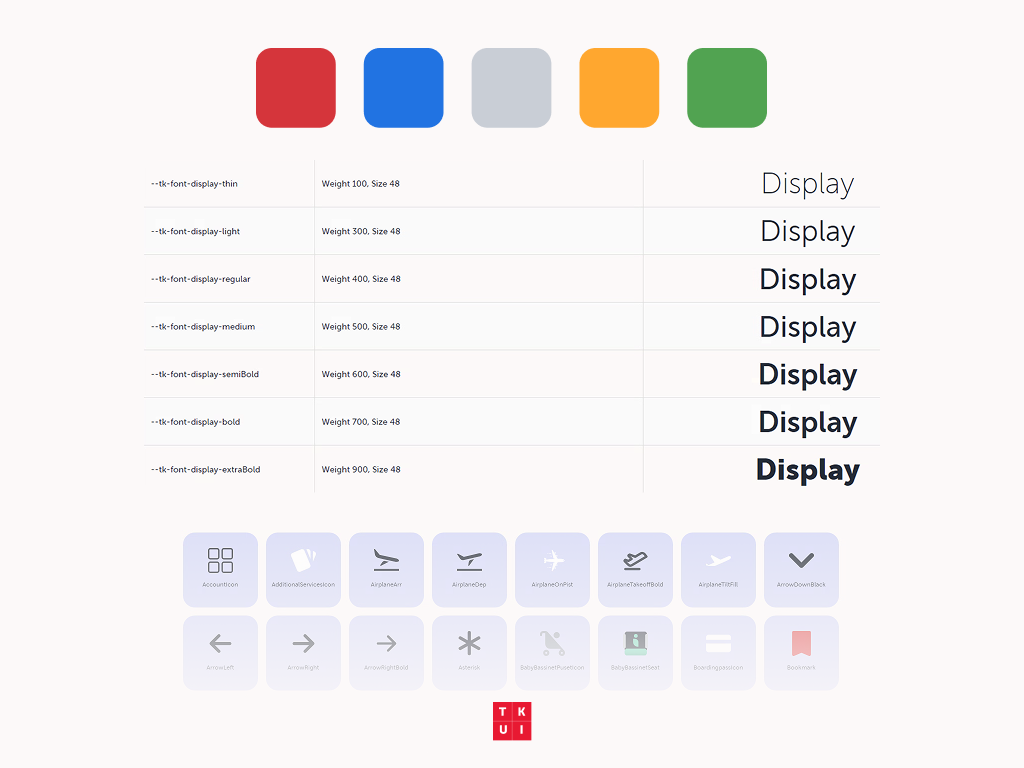 --tk-font-display-thin Weight 100, Size 48 Display
--tk-font-display-light Weight 300, Size 48 Display
--tk-font-display-regular Weight 400, Size 48 Display
--tk-font-display-medium Weight 500, Size 48 Display
--tk-font-display-semiBold Weight 600, Size 48 Display
--tk-font-display-bold Weight 700, Size 48 Display
--tk-font-display-extraBold Weight 900, Size 48 Display
AccountIcon AdditionalServicesIcon AirplaneArr AirplaneDep AirplaneOnPist AirplaneTakeoffBold AirplaneTiltFill ArrowDownBlack
ArrowLeft ArrowRight ArrowRightBold Asterisk BabyBassinetPusetIcon BabyBassinetSeat BoardingpassIcon Bookmark
T K
U I